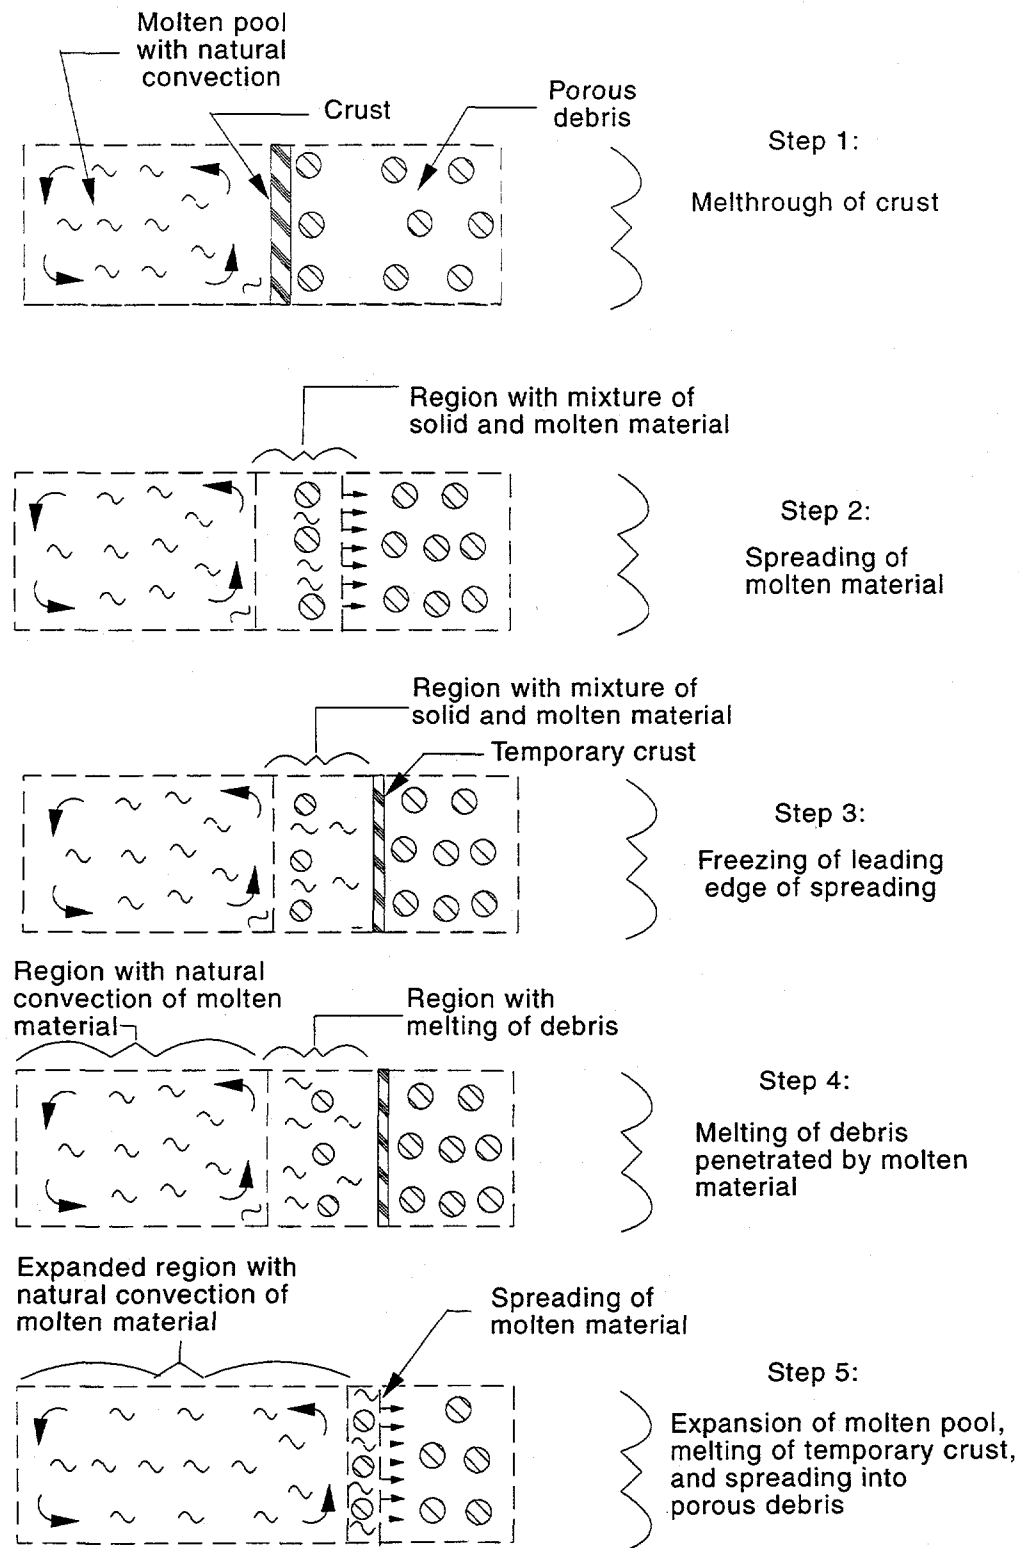 Molten pool
with natural
convection
Crust
Porous
debris
Step 1:
Melthrough of crust
Region with mixture of
solid and molten material
Step 2:
Spreading of
molten material
Region with mixture of
solid and molten material
Temporary crust
Step 3:
Freezing of leading
edge of spreading
Region with natural
convection of molten
material
Region with
melting of debris
Step 4:
Melting of debris
penetrated by molten
material
Expanded region with
natural convection of
molten material
Spreading of
molten material
Step 5:
Expansion of molten pool,
melting of temporary crust,
and spreading into
porous debris